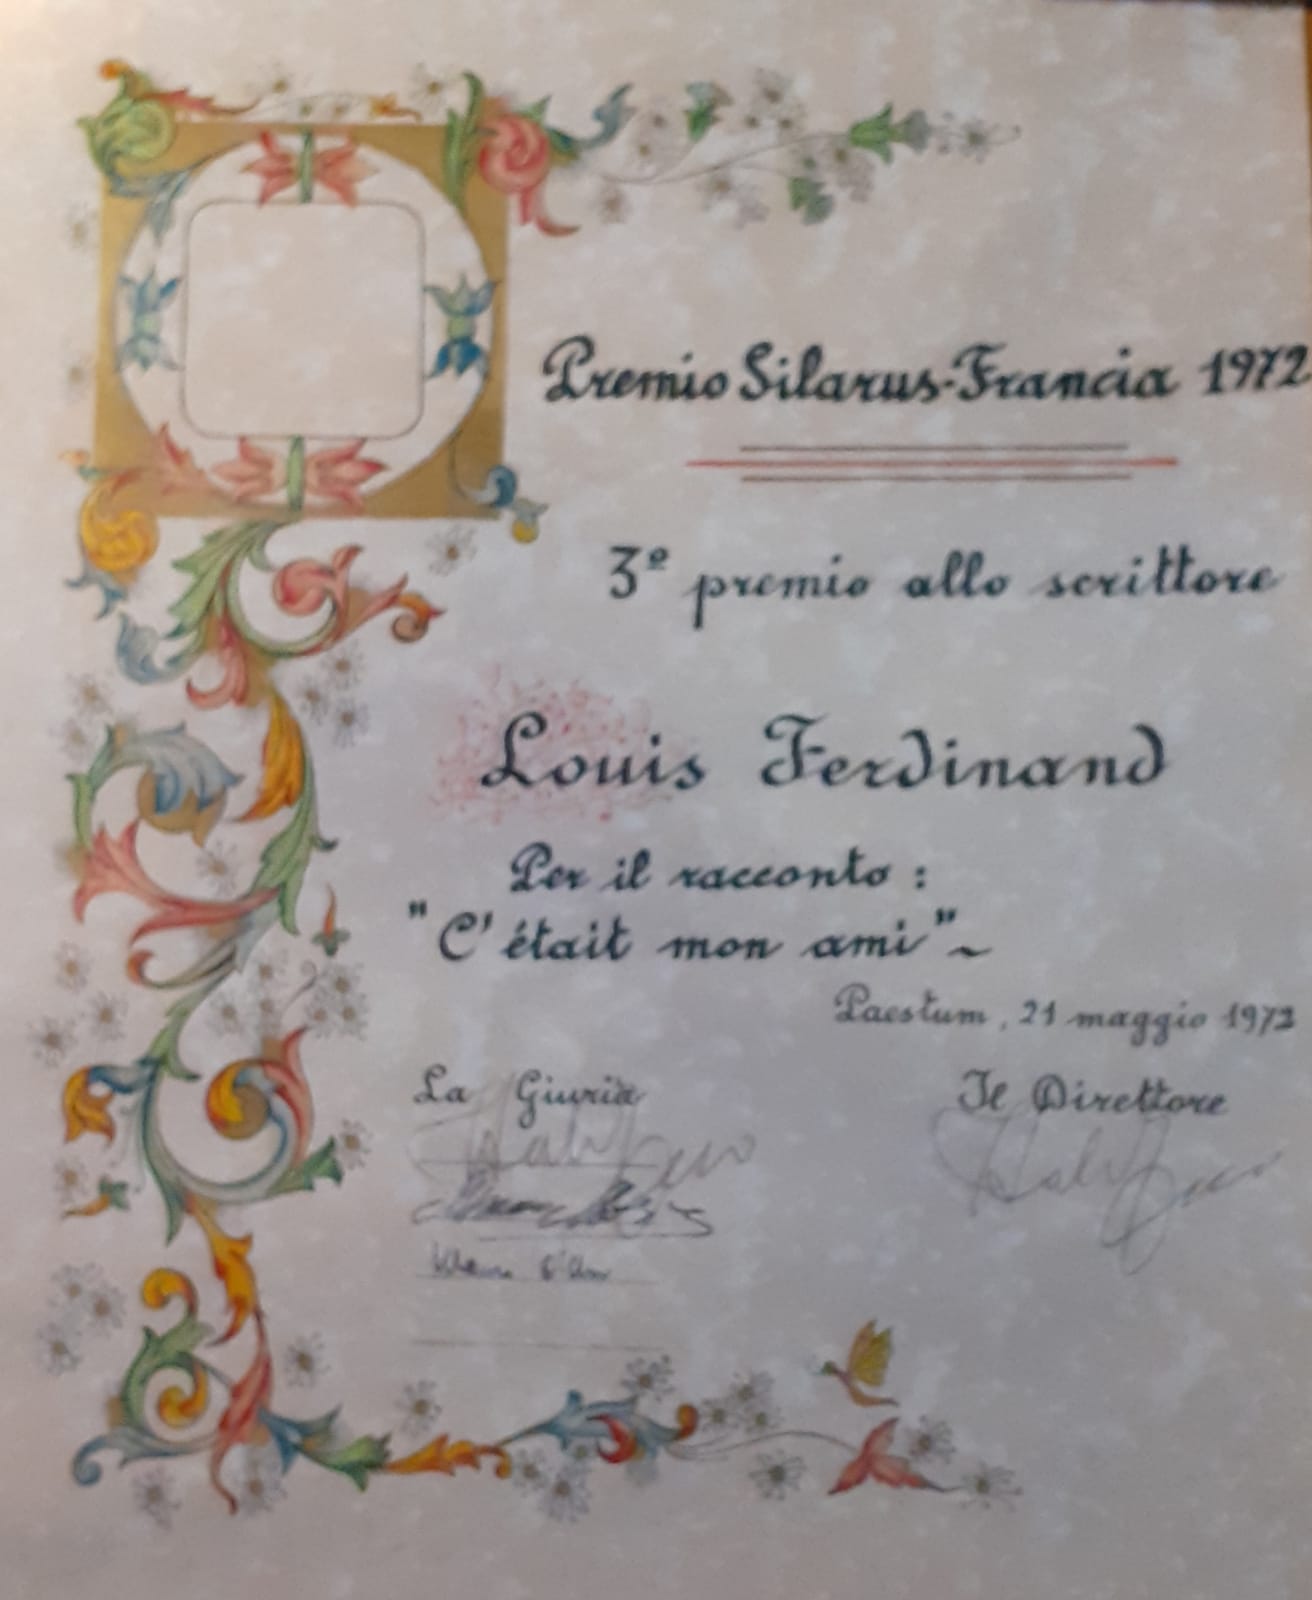 Premio Silarus-Francia 1972
3º premio allo scrittore
Louis Ferdinand
Per il racconto :
"C'était mon ami"~
Paestum, 21 maggio 1972
La Giuria
Il Direttore